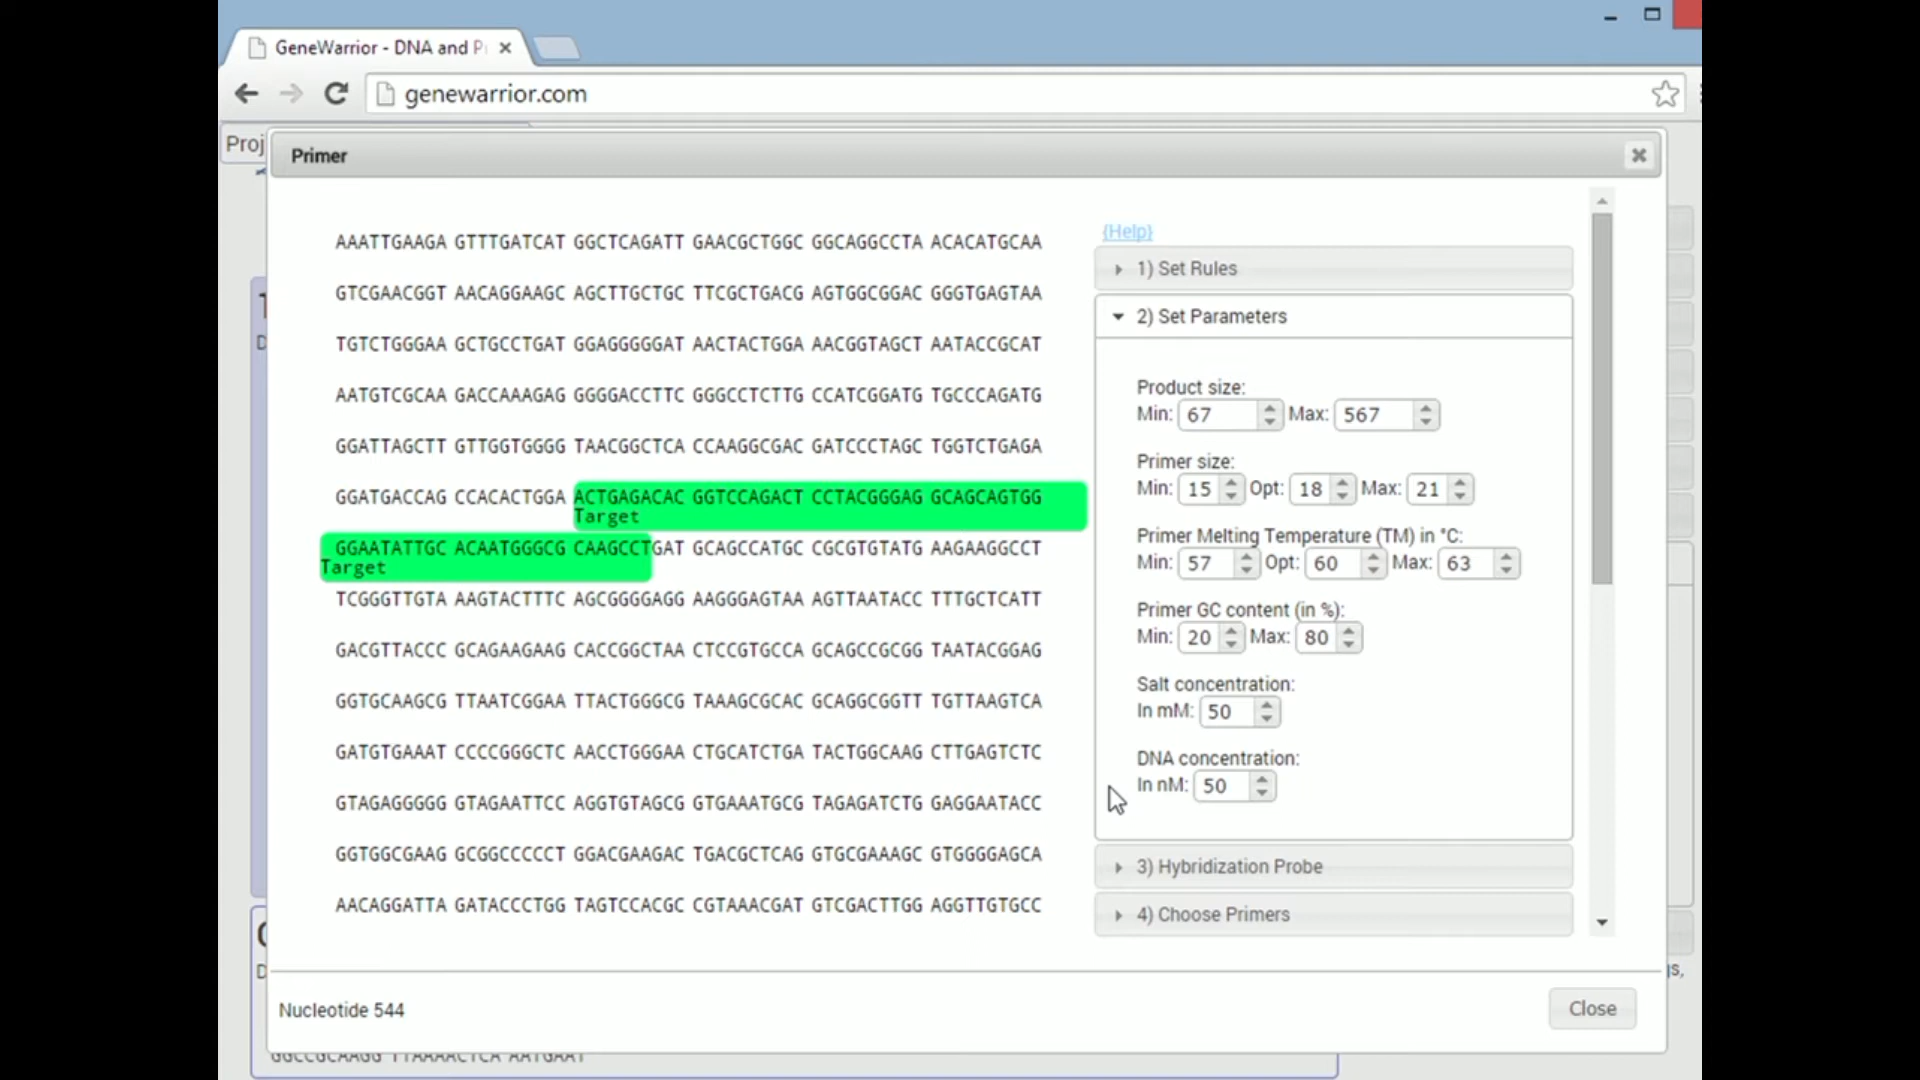 GeneWarrior - DNA and P
genewarrior.com
Proj
Primer
AAATTGAAGA GTTTGATCAT GGCTCAGATT GAACGCTGGC GGCAGGCCTA ACACATGCAA
GTCGAACGGT AACAGGAAGC AGCTTGCTGC TTCGCTGACG AGTGGCGGAC GGGTGAGTAA
TGTCTGGGAA GCTGCCTGAT GGAGGGGGAT AACTACTGGA AACGGTAGCT AATACCGCAT
AATGTCGCAA GACCAAAGAG GGGGACCTTC GGGCCTCTTG CCATCGGATG TGCCCAGATG
GGATTAGCTT GTTGGTGGGG TAACGGCTCA CCAAGGCGAC GATCCCTAGC TGGTCTGAGA
GGATGACCAG CCACACTGGA ACTGAGACAC GGTCCAGACT CCTACGGGAG GCAGCAGTGG
Target
GGAATATTGC ACAATGGGCG CAAGCCTGAT GCAGCCATGC CGCGTGTATG AAGAAGGCCT
Target
TCGGGTTGTA AAGTACTTTC AGCGGGGAGG AAGGGAGTAA AGTTAATACC TTTGCTCATT
GACGTTACCC GCAGAAGAAG CACCGGCTAA CTCCGTGCCA GCAGCCGCGG TAATACGGAG
GGTGCAAGCG TTAATCGGAA TTACTGGGCG TAAAGCGCAC GCAGGCGGTT TGTTAAGTCA
GATGTGAAAT CCCCGGGCTC AACCTGGGAA CTGCATCTGA TACTGGCAAG CTTGAGTCTC
GTAGAGGGGG GTAGAATTCC AGGTGTAGCG GTGAAATGCG TAGAGATCTG GAGGAATACC
GGTGGCGAAG GCGGCCCCCT GGACGAAGAC TGACGCTCAG GTGCGAAAGC GTGGGGAGCA
AACAGGATTA GATACCCTGG TAGTCCACGC CGTAAACGAT GTCGACTTGG AGGTTGTGCC
{Help}
1) Set Rules
2) Set Parameters
Product size:
Min: 67 Max: 567
Primer size:
Min: 15 Opt: 18 Max: 21
Primer Melting Temperature (TM) in °C:
Min: 57 Opt: 60 Max: 63
Primer GC content (in %):
Min: 20 Max: 80
Salt concentration:
In mM: 50
DNA concentration:
In nM: 50
3) Hybridization Probe
4) Choose Primers
Nucleotide 544
Close
GGCCGCAAGG TTAAAACTCA AATGAAT